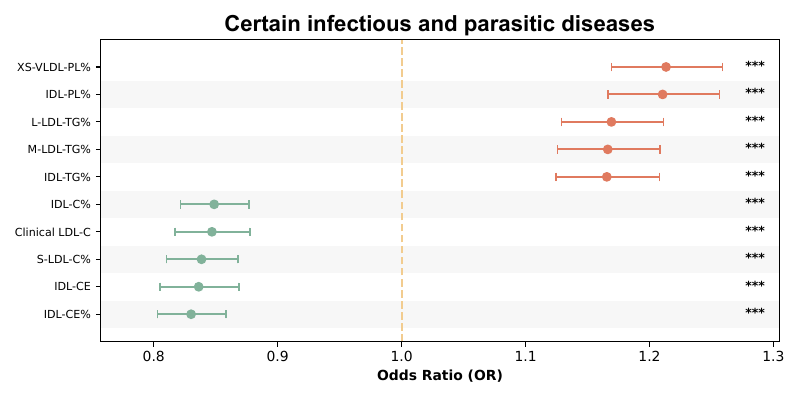 Certain infectious and parasitic diseases
XS-VLDL-PL% ***
IDL-PL% ***
L-LDL-TG% ***
M-LDL-TG% ***
IDL-TG% ***
IDL-C% ***
Clinical LDL-C ***
S-LDL-C% ***
IDL-CE ***
IDL-CE% ***
0.8 0.9 1.0 1.1 1.2 1.3
Odds Ratio (OR)